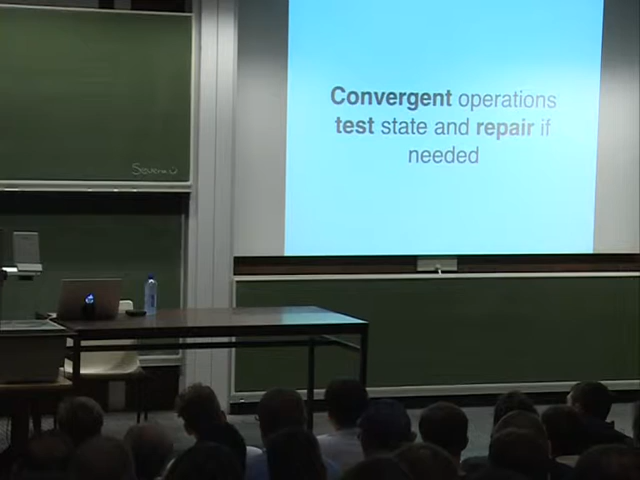 Convergent operations
test state and repair if
needed